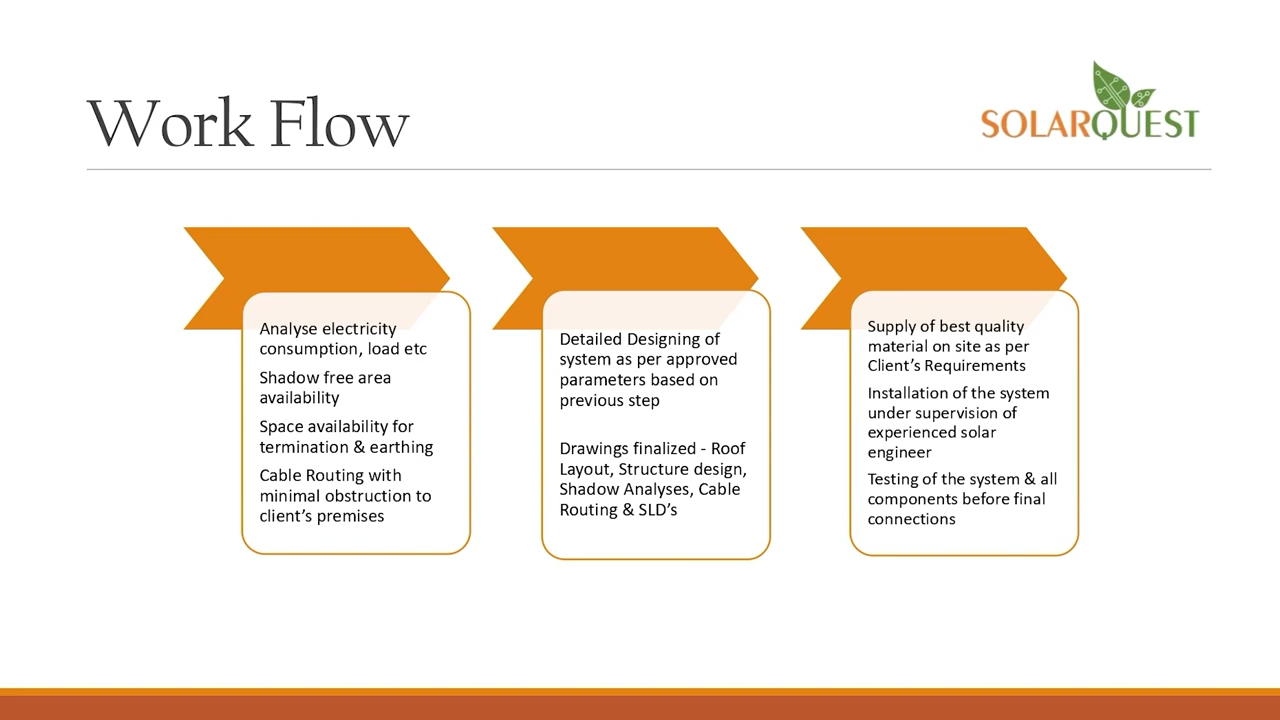 Work Flow
SOLARQUEST
Analyse electricity
consumption, load etc
Shadow free area
availability
Space availability for
termination & earthing
Cable Routing with
minimal obstruction to
client’s premises
Detailed Designing of
system as per approved
parameters based on
previous step
Drawings finalized - Roof
Layout, Structure design,
Shadow Analyses, Cable
Routing & SLD’s
Supply of best quality
material on site as per
Client’s Requirements
Installation of the system
under supervision of
experienced solar
engineer
Testing of the system & all
components before final
connections